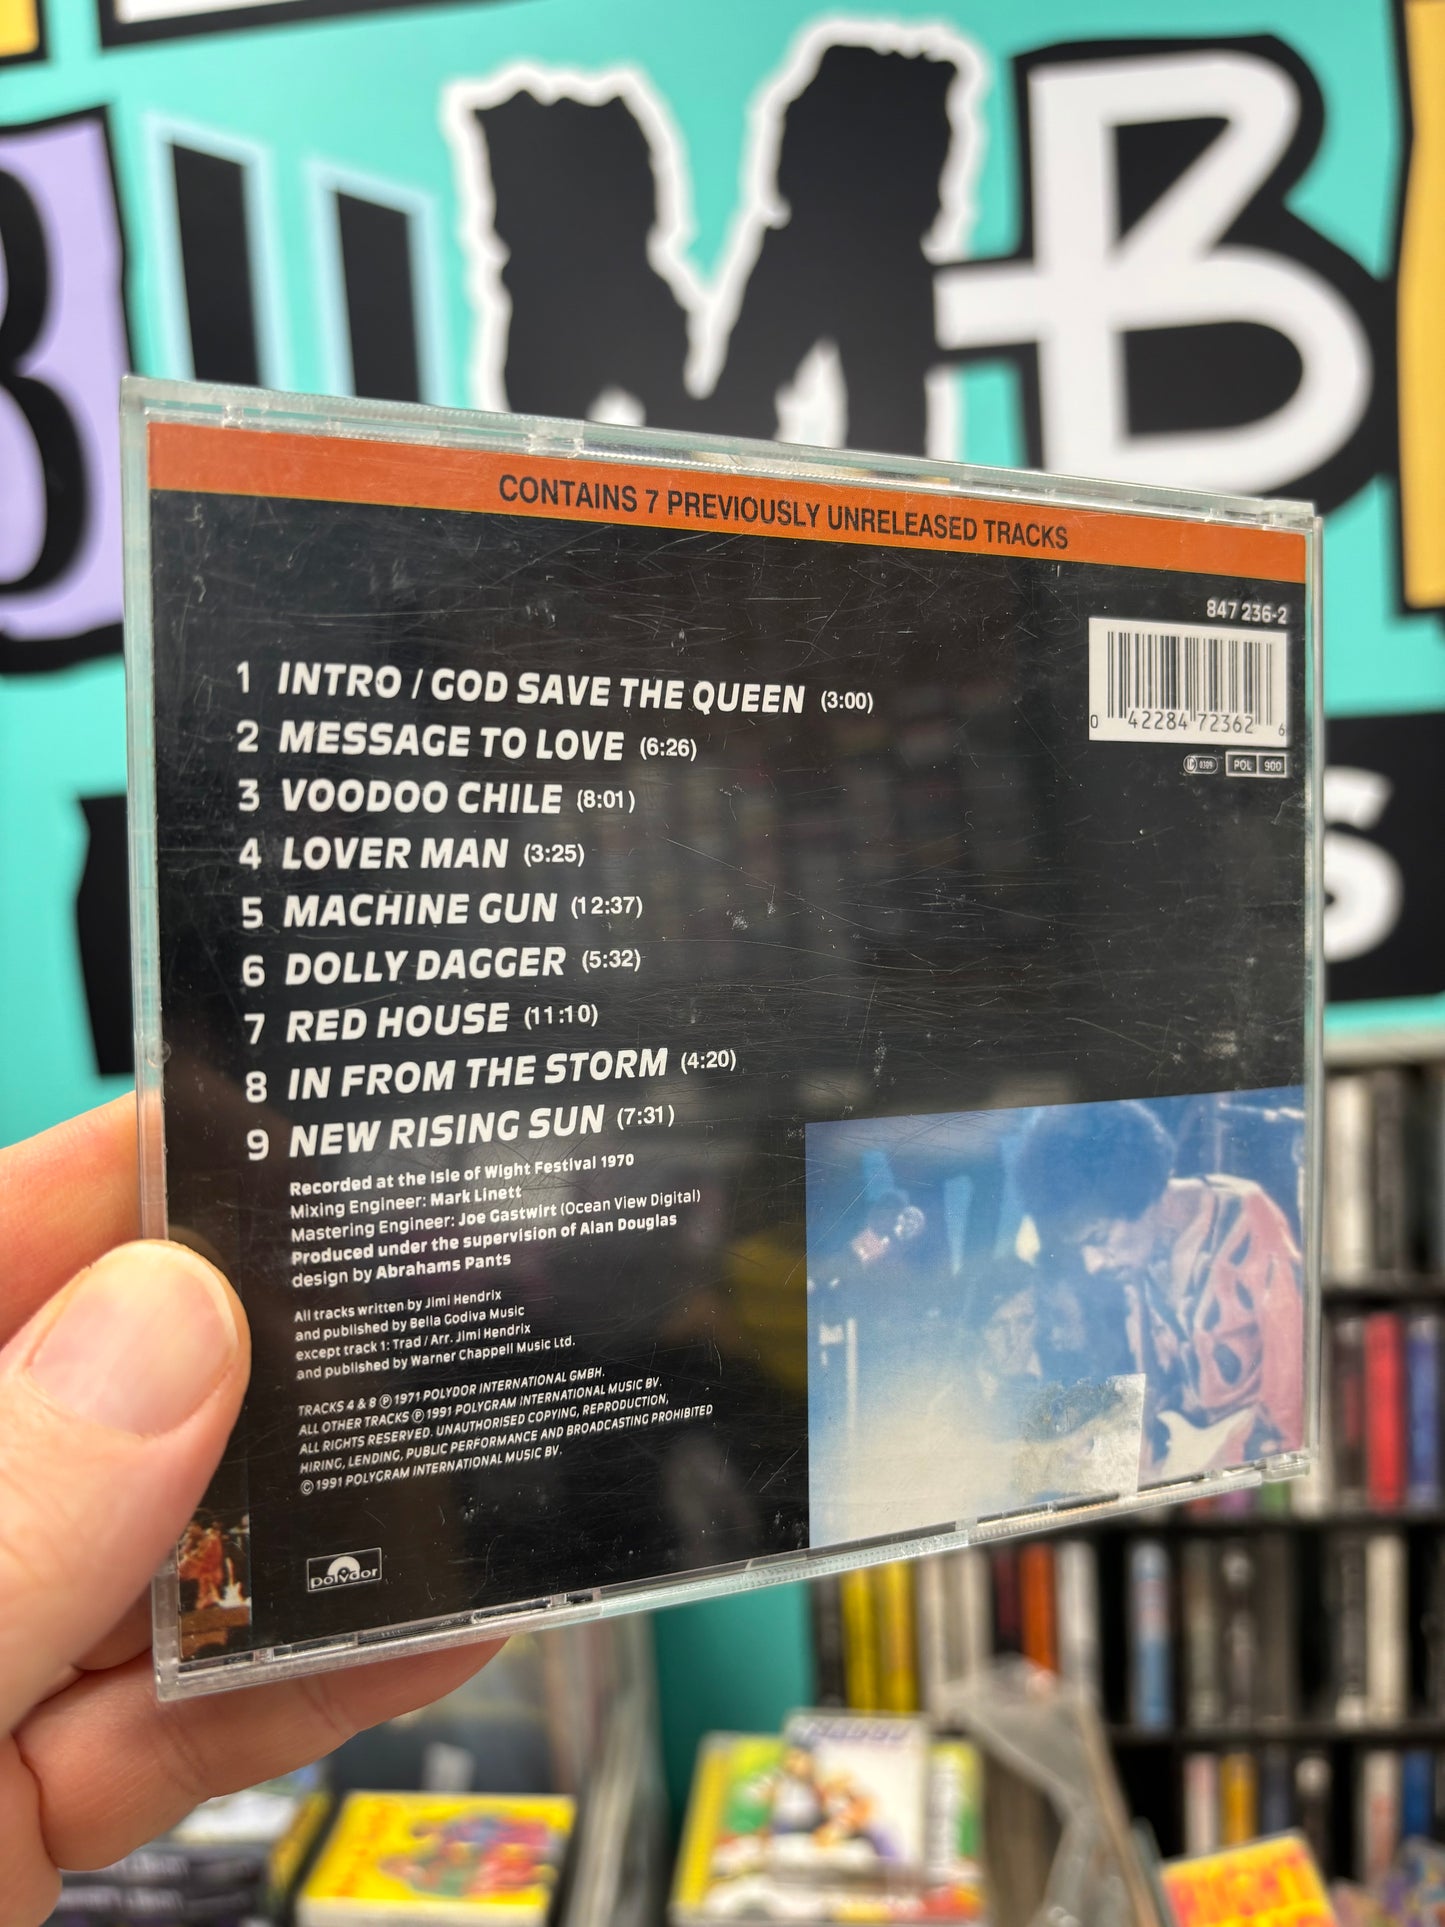 UMB
S
CONTAINS 7 PREVIOUSLY UNRELEASED TRACKS
847 236-2
0 42284 72362 6
LC 0309 POL 900
1 INTRO / GOD SAVE THE QUEEN (3:00)
2 MESSAGE TO LOVE (6:26)
3 VOODOO CHILE (8:01)
4 LOVER MAN (3:25)
5 MACHINE GUN (12:37)
6 DOLLY DAGGER (5:32)
7 RED HOUSE (11:10)
8 IN FROM THE STORM (4:20)
9 NEW RISING SUN (7:31)
Recorded at the Isle of Wight Festival 1970
Mixing Engineer: Mark Linett
Mastering Engineer: Joe Gastwirt (Ocean View Digital)
Produced under the supervision of Alan Douglas
design by Abrahams Pants
All tracks written by Jimi Hendrix
and published by Bella Godiva Music
except track 1: Trad / Arr. Jimi Hendrix
and published by Warner Chappell Music Ltd.
TRACKS 4 & 8 ℗ 1971 POLYDOR INTERNATIONAL GMBH.
ALL OTHER TRACKS ℗ 1991 POLYGRAM INTERNATIONAL MUSIC BV.
ALL RIGHTS RESERVED. UNAUTHORISED COPYING, REPRODUCTION,
HIRING, LENDING, PUBLIC PERFORMANCE AND BROADCASTING PROHIBITED
© 1991 POLYGRAM INTERNATIONAL MUSIC BV.
polydor